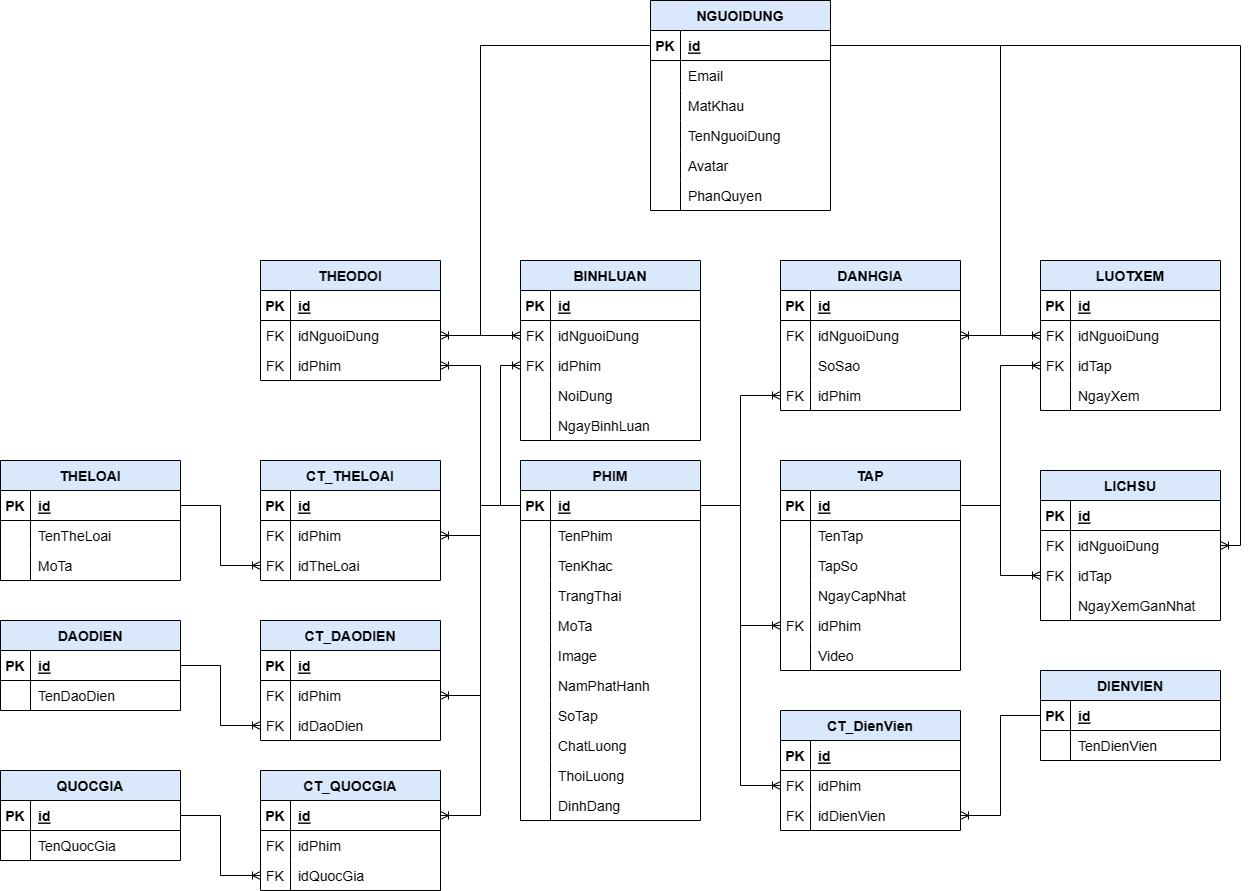 NGUOIDUNG
PK id
Email
MatKhau
TenNguoiDung
Avatar
PhanQuyen
THEODOI
PK id
FK idNguoiDung
FK idPhim
BINHLUAN
PK id
FK idNguoiDung
FK idPhim
NoiDung
NgayBinhLuan
DANHGIA
PK id
FK idNguoiDung
SoSao
FK idPhim
LUOTXEM
PK id
FK idNguoiDung
FK idTap
NgayXem
THELOAI
PK id
TenTheLoai
MoTa
CT_THELOAI
PK id
FK idPhim
FK idTheLoai
PHIM
PK id
TenPhim
TenKhac
TrangThai
MoTa
Image
NamPhatHanh
SoTap
ChatLuong
ThoiLuong
DinhDang
TAP
PK id
TenTap
TapSo
NgayCapNhat
FK idPhim
Video
LICHSU
PK id
FK idNguoiDung
FK idTap
NgayXemGanNhat
DAODIEN
PK id
TenDaoDien
CT_DAODIEN
PK id
FK idPhim
FK idDaoDien
DIENVIEN
PK id
TenDienVien
CT_DienVien
PK id
FK idPhim
FK idDienVien
QUOCGIA
PK id
TenQuocGia
CT_QUOCGIA
PK id
FK idPhim
FK idQuocGia